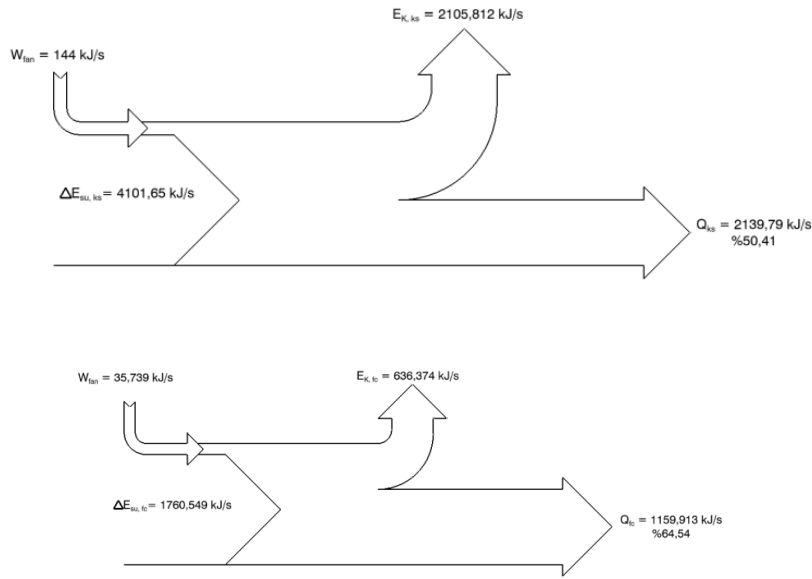 E_K, ks = 2105,812 kJ/s
W_fan = 144 kJ/s
ΔE_su, ks = 4101,65 kJ/s
Q_ks = 2139,79 kJ/s
%50,41
E_K, fc = 636,374 kJ/s
W_fan = 35,739 kJ/s
ΔE_su, fc = 1760,549 kJ/s
Q_fc = 1159,913 kJ/s
%64,54